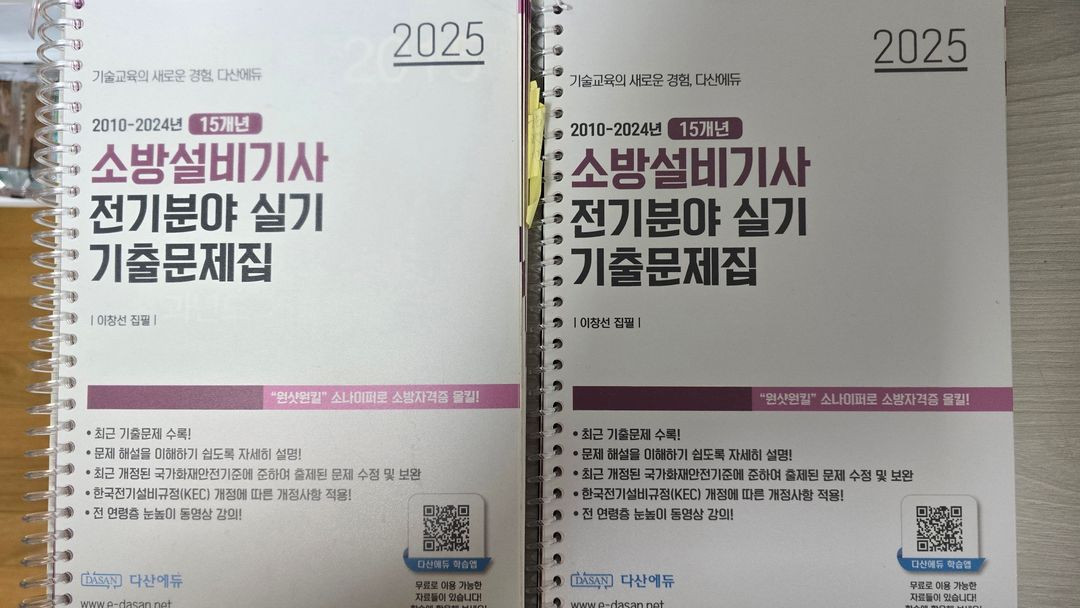 2025
기술교육의 새로운 경험, 다산에듀
2010-2024년 15개년
소방설비기사
전기분야 실기
기출문제집
| 이창선 집필 |
"원샷원킬" 소나이퍼로 소방자격증 올킬!
• 최근 기출문제 수록!
• 문제 해설을 이해하기 쉽도록 자세히 설명!
• 최근 개정된 국가화재안전기준에 준하여 출제된 문제 수정 및 보완
• 한국전기설비규정(KEC) 개정에 따른 개정사항 적용!
• 전 연령층 눈높이 동영상 강의!
다산에듀 학습앱
DASAN 다산에듀
무료로 이용 가능한
자료들이 있습니다!
www.e-dasan.net
2025
기술교육의 새로운 경험, 다산에듀
2010-2024년 15개년
소방설비기사
전기분야 실기
기출문제집
| 이창선 집필 |
"원샷원킬" 소나이퍼로 소방자격증 올킬!
• 최근 기출문제 수록!
• 문제 해설을 이해하기 쉽도록 자세히 설명!
• 최근 개정된 국가화재안전기준에 준하여 출제된 문제 수정 및 보완
• 한국전기설비규정(KEC) 개정에 따른 개정사항 적용!
• 전 연령층 눈높이 동영상 강의!
다산에듀 학습앱
DASAN 다산에듀
무료로 이용 가능한
자료들이 있습니다!
www.e-dasan.net